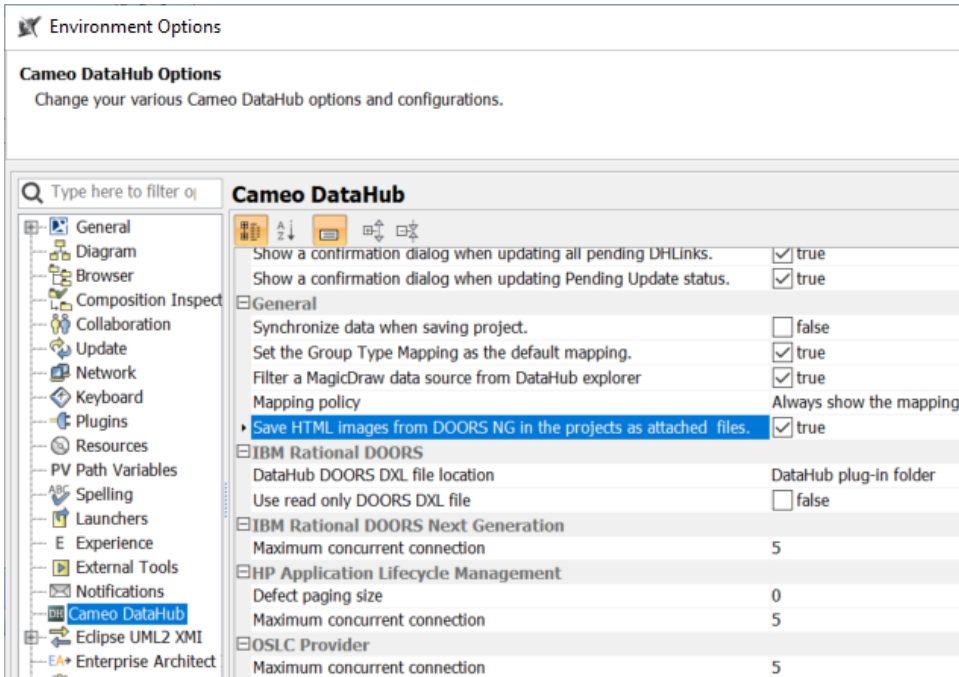 Environment Options
Cameo DataHub Options
Change your various Cameo DataHub options and configurations.
Type here to filter o
General
Diagram
Browser
Composition Inspect
Collaboration
Update
Network
Keyboard
Plugins
Resources
PV Path Variables
Spelling
Launchers
E Experience
External Tools
Notifications
DH Cameo DataHub
Eclipse UML2 XMI
EA Enterprise Architect
Cameo DataHub
Show a confirmation dialog when updating all pending DHLinks. true
Show a confirmation dialog when updating Pending Update status. true
General
Synchronize data when saving project. false
Set the Group Type Mapping as the default mapping. true
Filter a MagicDraw data source from DataHub explorer true
Mapping policy Always show the mapping
Save HTML images from DOORS NG in the projects as attached files. true
IBM Rational DOORS
DataHub DOORS DXL file location DataHub plug-in folder
Use read only DOORS DXL file false
IBM Rational DOORS Next Generation
Maximum concurrent connection 5
HP Application Lifecycle Management
Defect paging size 0
Maximum concurrent connection 5
OSLC Provider
Maximum concurrent connection 5